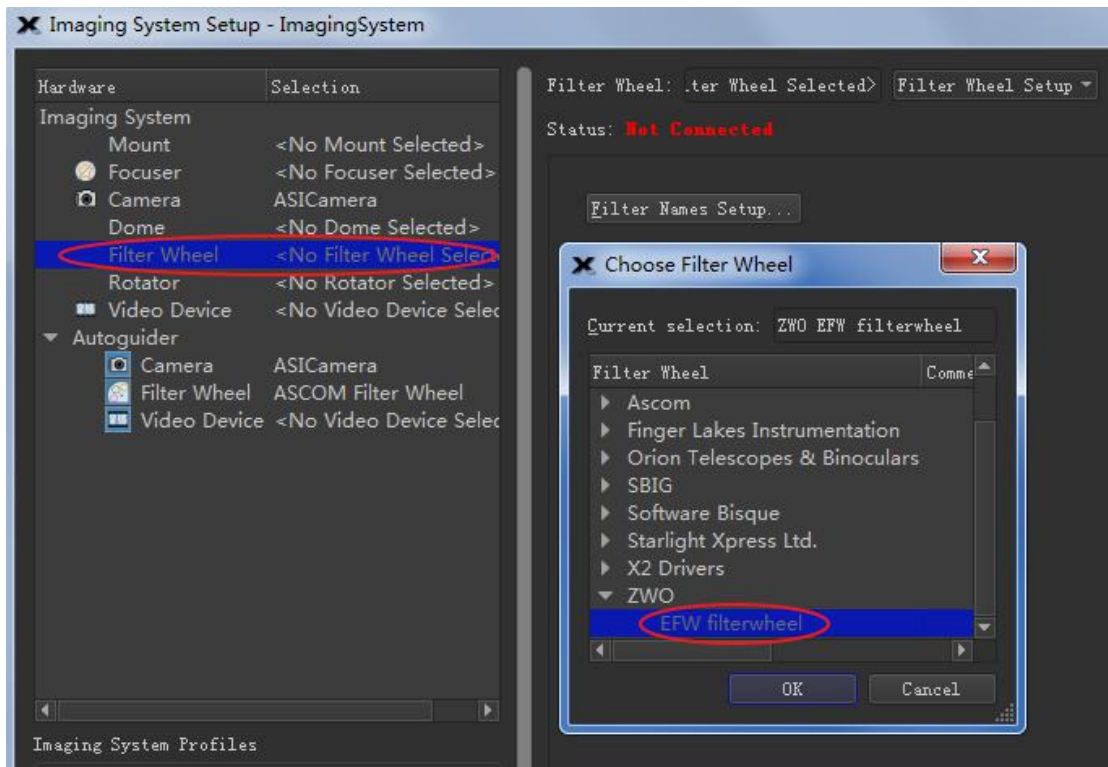 Imaging System Setup - ImagingSystem
Hardware Selection
Imaging System
Mount <No Mount Selected>
Focuser <No Focuser Selected>
Camera ASICamera
Dome <No Dome Selected>
Filter Wheel <No Filter Wheel Select
Rotator <No Rotator Selected>
Video Device <No Video Device Selec
Autoguider
Camera ASICamera
Filter Wheel ASCOM Filter Wheel
Video Device <No Video Device Selec
Imaging System Profiles
Filter Wheel: .ter Wheel Selected> Filter Wheel Setup
Status: Not Connected
Filter Names Setup...
Choose Filter Wheel
Current selection: ZWO EFW filterwheel
Filter Wheel Comme
Ascom
Finger Lakes Instrumentation
Orion Telescopes & Binoculars
SBIG
Software Bisque
Starlight Xpress Ltd.
X2 Drivers
ZWO
EFW filterwheel
OK Cancel